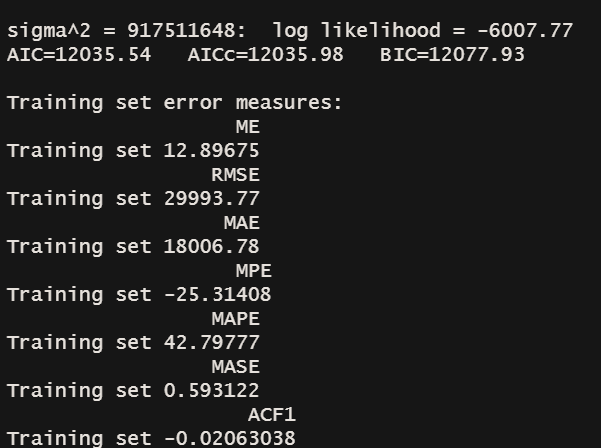 sigma^2 = 917511648:  log likelihood = -6007.77
AIC=12035.54   AICc=12035.98   BIC=12077.93

Training set error measures:
                   ME
Training set 12.89675
                 RMSE
Training set 29993.77
                  MAE
Training set 18006.78
                   MPE
Training set -25.31408
                 MAPE
Training set 42.79777
                 MASE
Training set 0.593122
                    ACF1
Training set -0.02063038